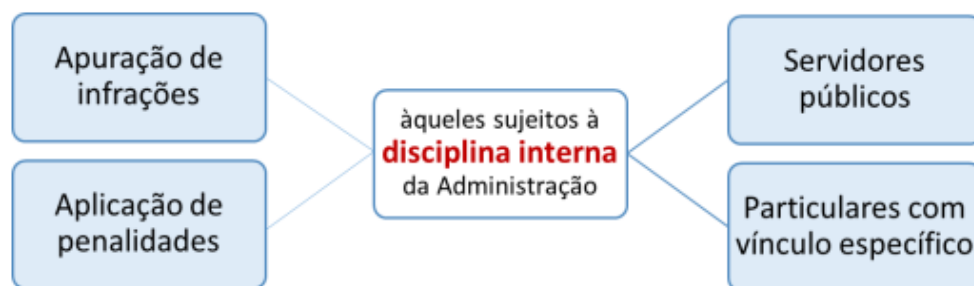 Apuração de
infrações
Aplicação de
penalidades
àqueles sujeitos à
disciplina interna
da Administração
Servidores
públicos
Particulares com
vínculo específico